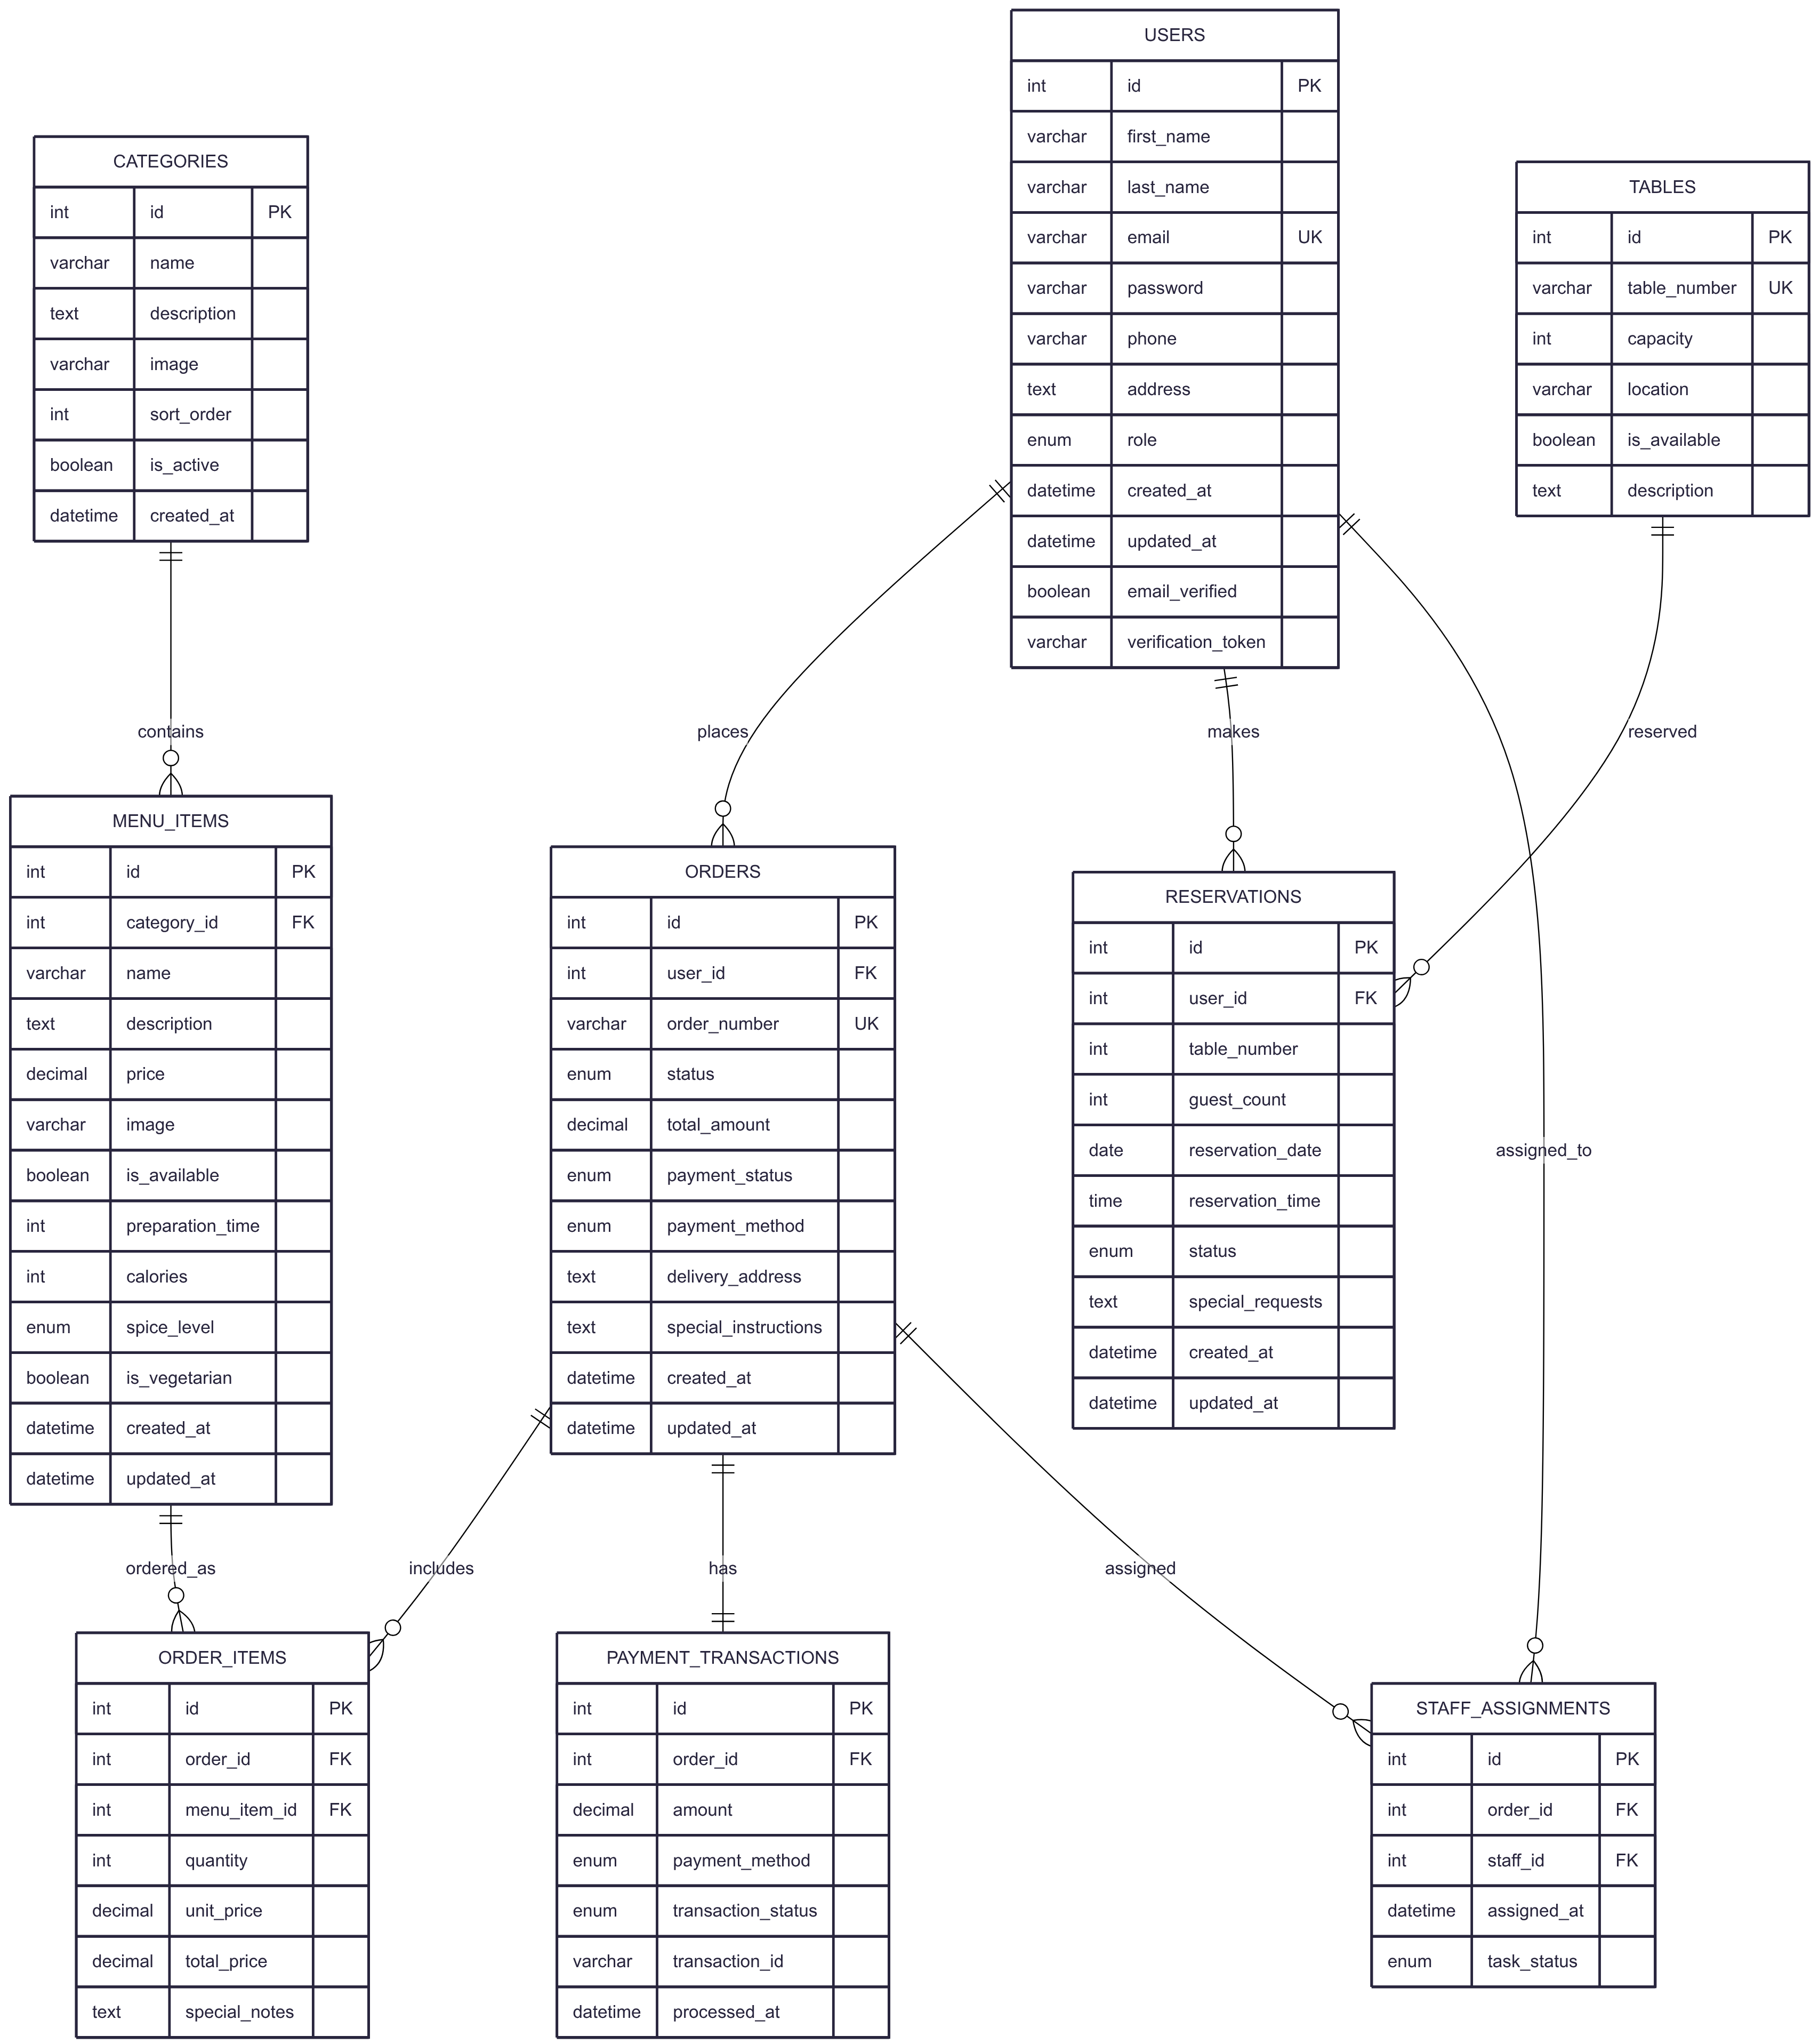 USERS
int id PK
varchar first_name
varchar last_name
varchar email UK
varchar password
varchar phone
text address
enum role
datetime created_at
datetime updated_at
boolean email_verified
varchar verification_token
CATEGORIES
int id PK
varchar name
text description
varchar image
int sort_order
boolean is_active
datetime created_at
TABLES
int id PK
varchar table_number UK
int capacity
varchar location
boolean is_available
text description
contains
places
makes
reserved
MENU_ITEMS
int id PK
int category_id FK
varchar name
text description
decimal price
varchar image
boolean is_available
int preparation_time
int calories
enum spice_level
boolean is_vegetarian
datetime created_at
datetime updated_at
ORDERS
int id PK
int user_id FK
varchar order_number UK
enum status
decimal total_amount
enum payment_status
enum payment_method
text delivery_address
text special_instructions
datetime created_at
datetime updated_at
RESERVATIONS
int id PK
int user_id FK
int table_number
int guest_count
date reservation_date
time reservation_time
enum status
text special_requests
datetime created_at
datetime updated_at
assigned_to
ordered_as
includes
has
assigned
ORDER_ITEMS
int id PK
int order_id FK
int menu_item_id FK
int quantity
decimal unit_price
decimal total_price
text special_notes
PAYMENT_TRANSACTIONS
int id PK
int order_id FK
decimal amount
enum payment_method
enum transaction_status
varchar transaction_id
datetime processed_at
STAFF_ASSIGNMENTS
int id PK
int order_id FK
int staff_id FK
datetime assigned_at
enum task_status